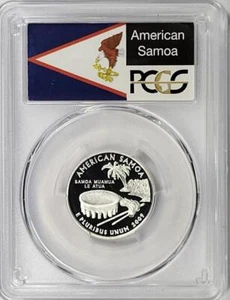 American
Samoa
PCGS
AMERICAN SAMOA
SAMOA MUAMUA
LE ATUA
E PLURIBUS UNUM 2009